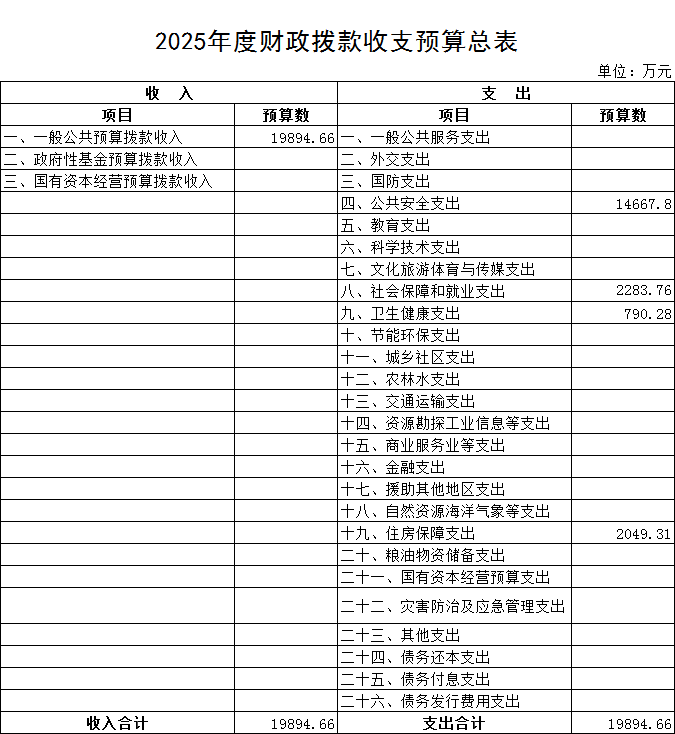 2025年度财政拨款收支预算总表
单位：万元
收 入 支 出
项目 预算数 项目 预算数
一、一般公共预算拨款收入 19894.66 一、一般公共服务支出
二、政府性基金预算拨款收入 二、外交支出
三、国有资本经营预算拨款收入 三、国防支出
四、公共安全支出 14667.8
五、教育支出
六、科学技术支出
七、文化旅游体育与传媒支出
八、社会保障和就业支出 2283.76
九、卫生健康支出 790.28
十、节能环保支出
十一、城乡社区支出
十二、农林水支出
十三、交通运输支出
十四、资源勘探工业信息等支出
十五、商业服务业等支出
十六、金融支出
十七、援助其他地区支出
十八、自然资源海洋气象等支出
十九、住房保障支出 2049.31
二十、粮油物资储备支出
二十一、国有资本经营预算支出
二十二、灾害防治及应急管理支出
二十三、其他支出
二十四、债务还本支出
二十五、债务付息支出
二十六、债务发行费用支出
收入合计 19894.66 支出合计 19894.66